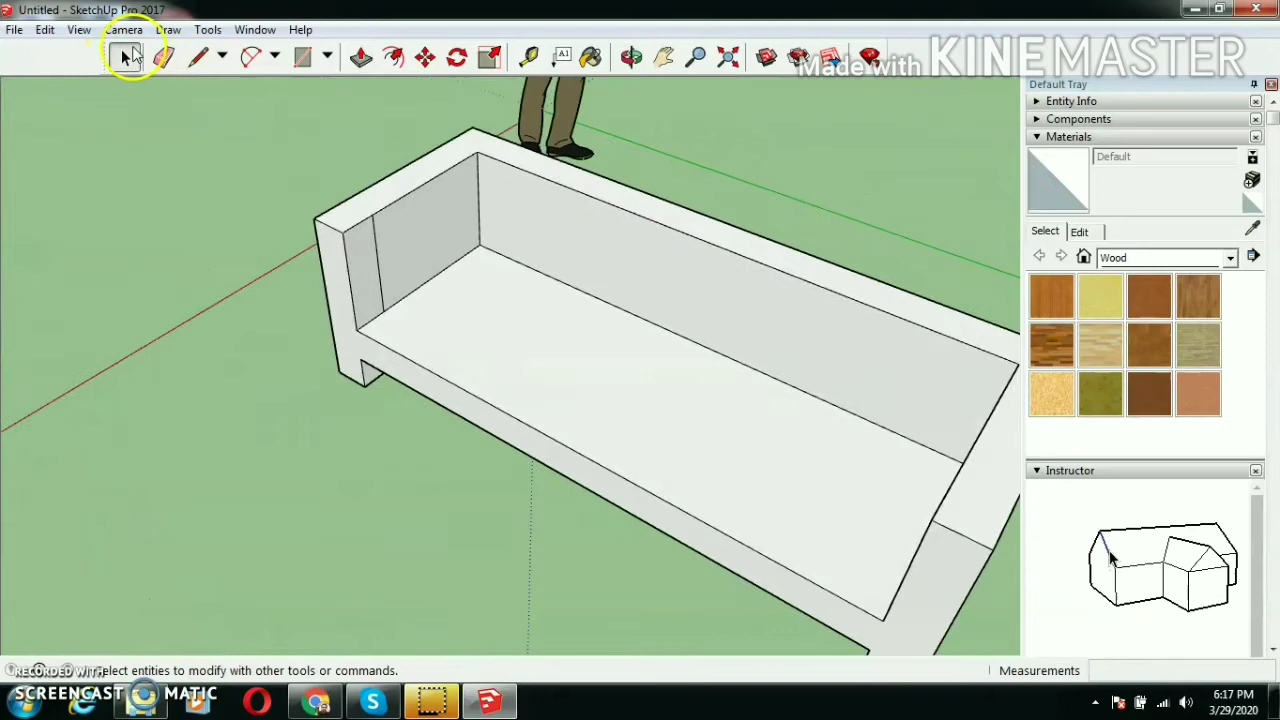 Untitled - SketchUp Pro 2017
File Edit View Camera Draw Tools Window Help
A1
Made with KINEMASTER
Default Tray
Entity Info
Components
Materials
Default
Select Edit
Wood
Instructor
Select entities to modify with other tools or commands.
Measurements
RECORDED WITH
SCREENCAST MATIC
6:17 PM
3/29/2020